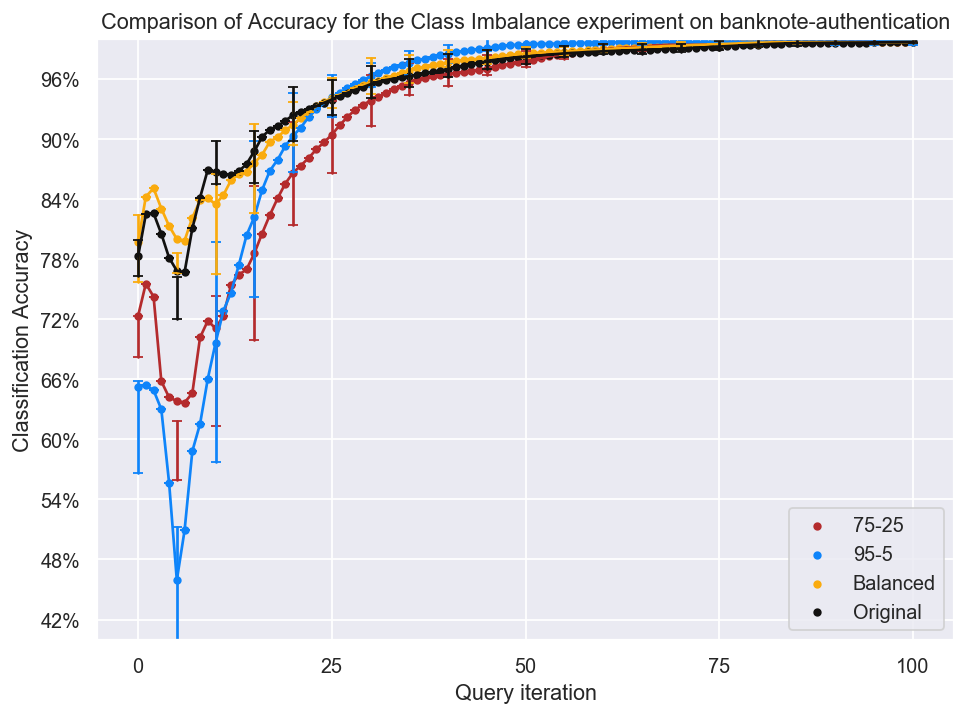 Comparison of Accuracy for the Class Imbalance experiment on banknote-authentication
Classification Accuracy
96%
90%
84%
78%
72%
66%
60%
54%
48%
42%
75-25
95-5
Balanced
Original
0 25 50 75 100
Query iteration